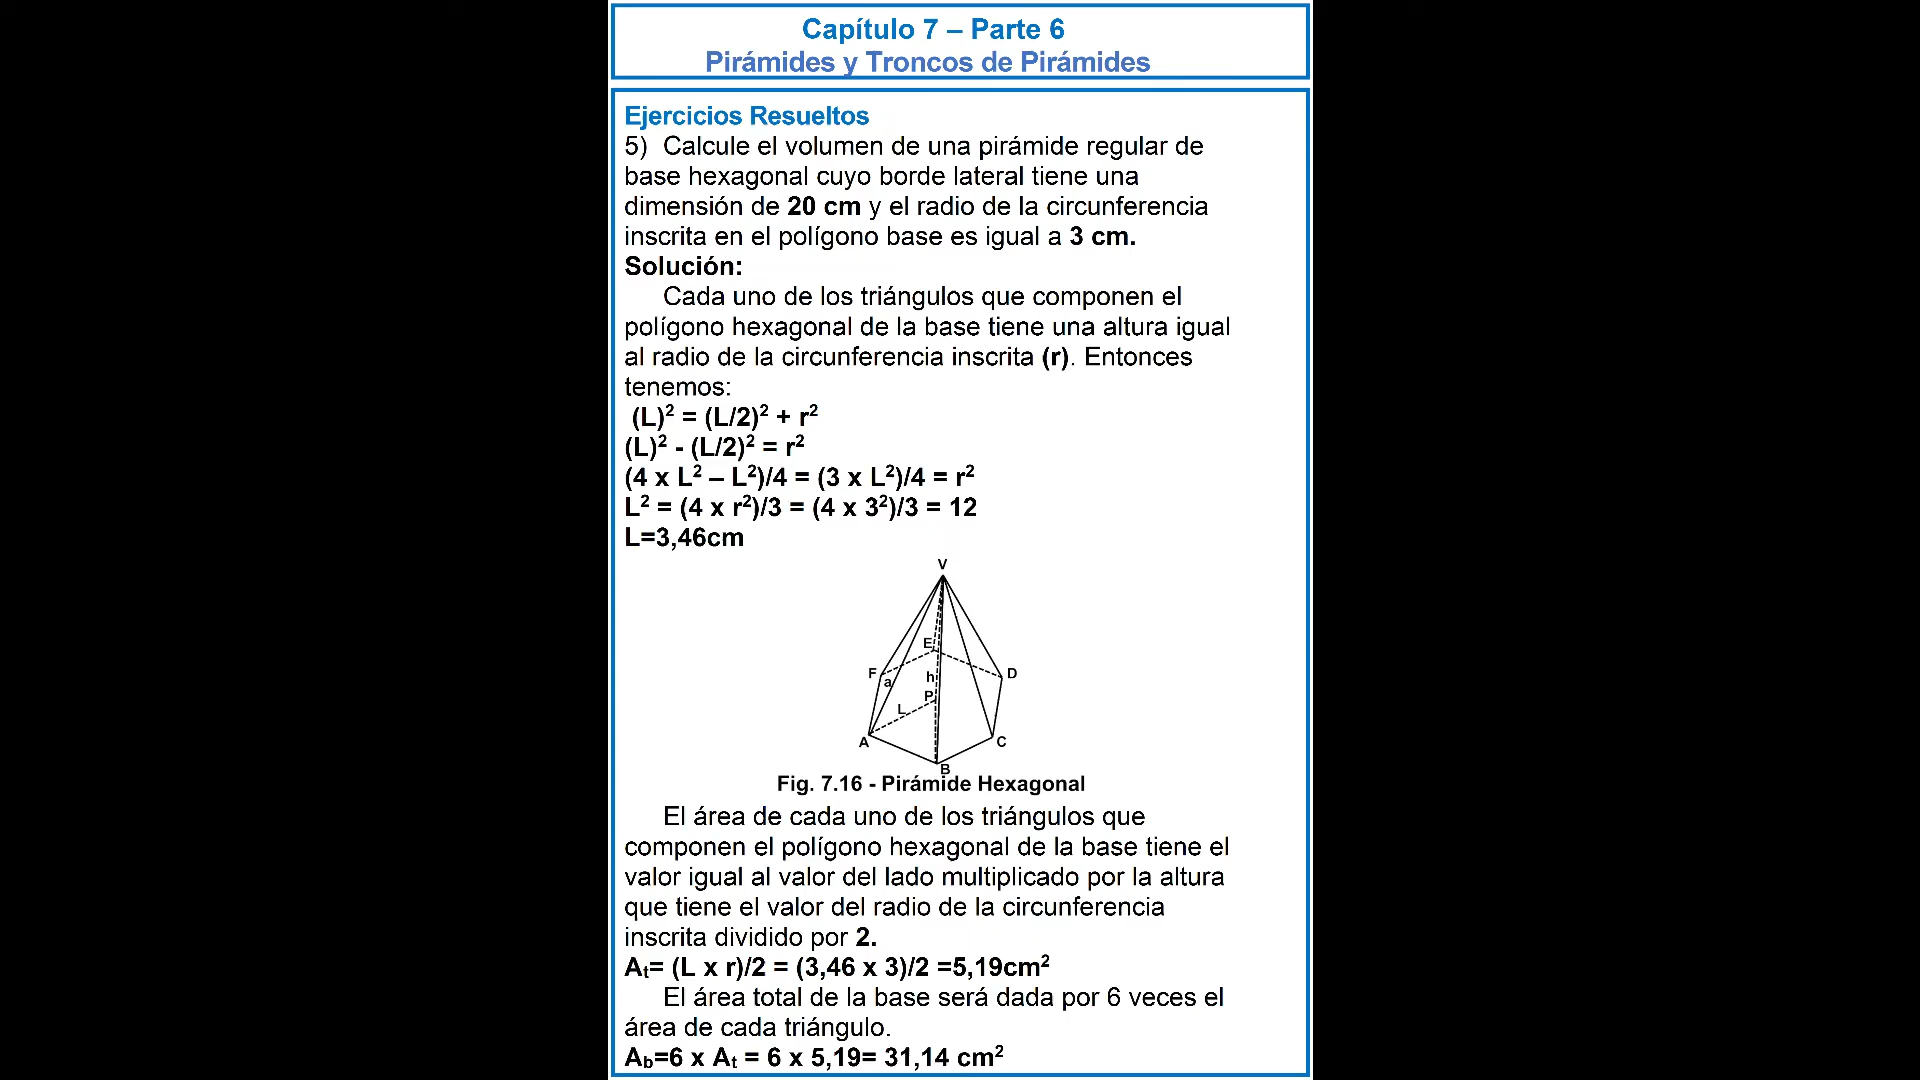 Capítulo 7 – Parte 6
Pirámides y Troncos de Pirámides
Ejercicios Resueltos
5) Calcule el volumen de una pirámide regular de
base hexagonal cuyo borde lateral tiene una
dimensión de 20 cm y el radio de la circunferencia
inscrita en el polígono base es igual a 3 cm.
Solución:
Cada uno de los triángulos que componen el
polígono hexagonal de la base tiene una altura igual
al radio de la circunferencia inscrita (r). Entonces
tenemos:
(L)² = (L/2)² + r²
(L)² - (L/2)² = r²
(4 x L² – L²)/4 = (3 x L²)/4 = r²
L² = (4 x r²)/3 = (4 x 3²)/3 = 12
L=3,46cm
V
E
F
a
h
D
P
L
A
C
B
Fig. 7.16 - Pirámide Hexagonal
El área de cada uno de los triángulos que
componen el polígono hexagonal de la base tiene el
valor igual al valor del lado multiplicado por la altura
que tiene el valor del radio de la circunferencia
inscrita dividido por 2.
Aₜ= (L x r)/2 = (3,46 x 3)/2 =5,19cm²
El área total de la base será dada por 6 veces el
área de cada triángulo.
A_b=6 x Aₜ = 6 x 5,19= 31,14 cm²